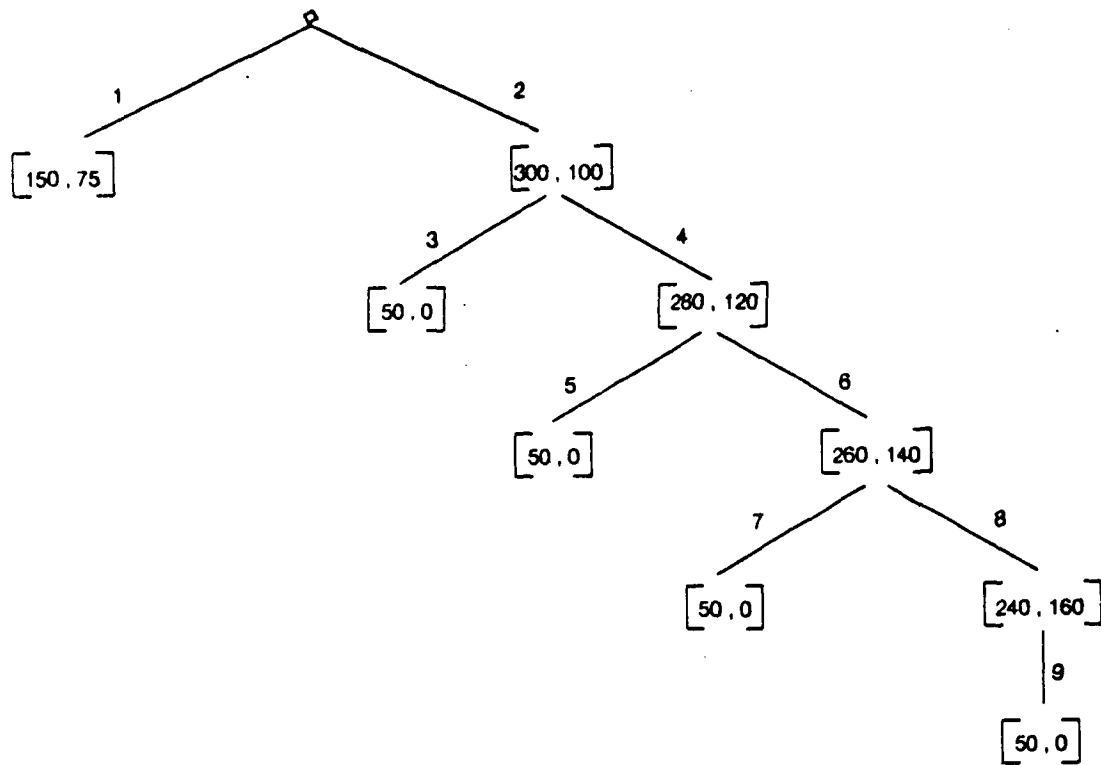 1
2
[150 , 75]
[300 , 100]
3
4
[50 , 0]
[280 , 120]
5
6
[50 , 0]
[260 , 140]
7
8
[50 , 0]
[240 , 160]
9
[50 , 0]